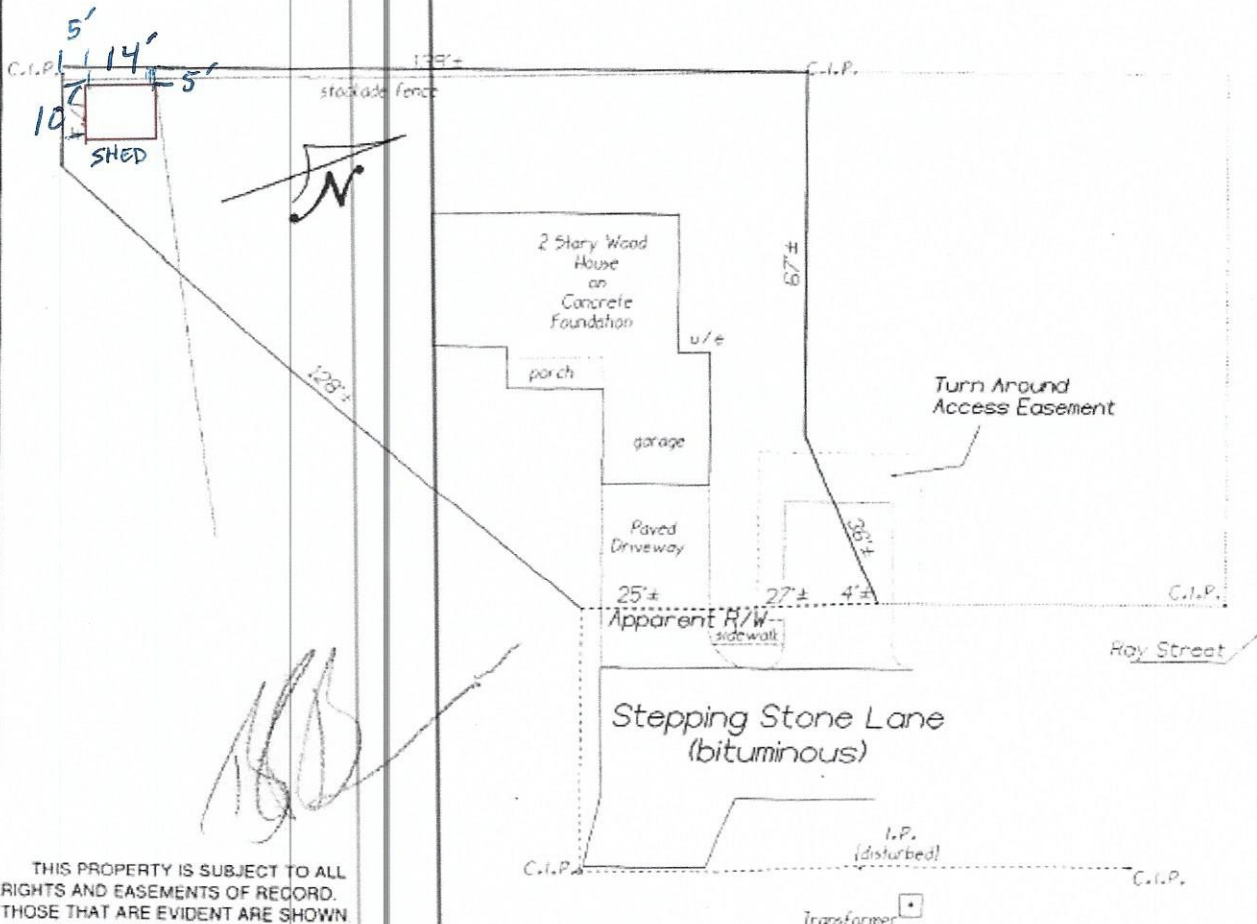 5'
14'
C.I.P.
139'±
C.I.P.
5'
stockade fence
10'
SHED
N
2 Story Wood
House
on
Concrete
Foundation
67'±
u/e
porch
128'±
Turn Around
Access Easement
garage
36'±
Paved
Driveway
25'±
27'±
4'±
C.I.P.
Apparent R/W
sidewalk
Ray Street
Stepping Stone Lane
(bituminous)
I.P.
(disturbed)
C.I.P.
C.I.P.
THIS PROPERTY IS SUBJECT TO ALL
RIGHTS AND EASEMENTS OF RECORD.
THOSE THAT ARE EVIDENT ARE SHOWN
Transformer